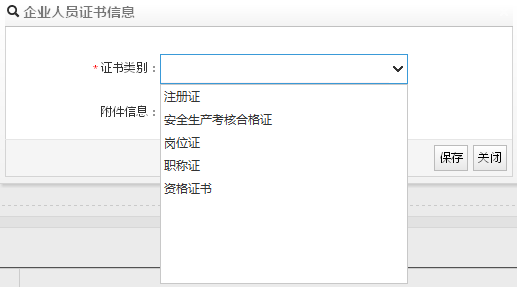 企业人员证书信息
*证书类别：
注册证
附件信息：
安全生产考核合格证
岗位证
职称证
资格证书
保存 关闭